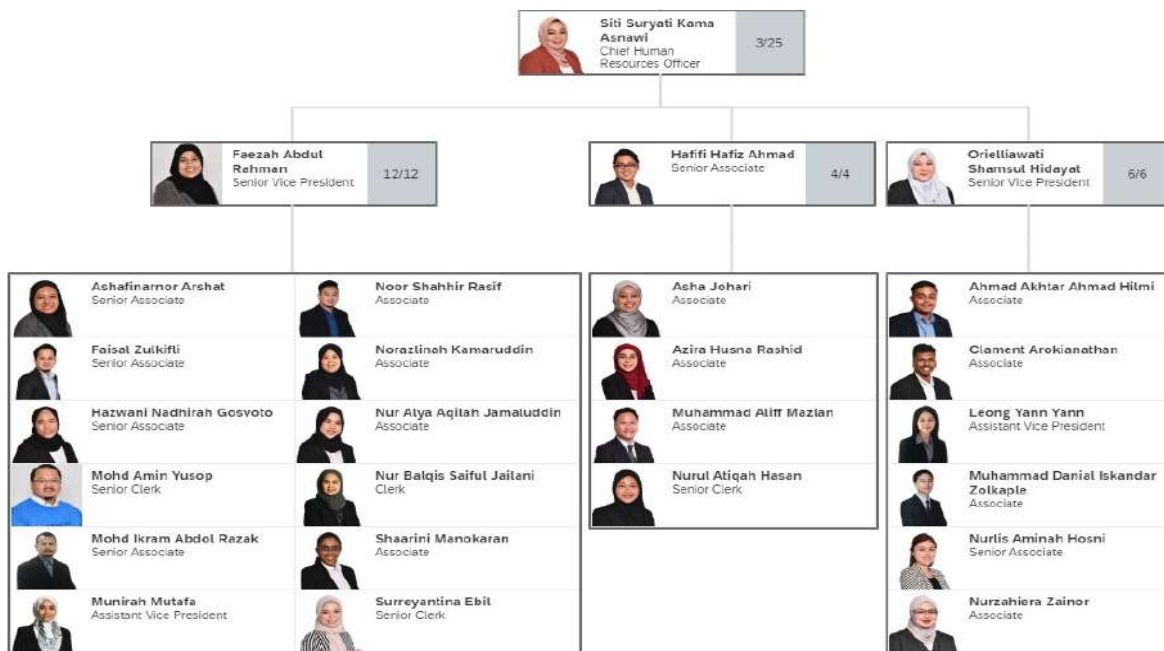 Siti Suryati Kama
Asnawi
Chief Human
Resources Officer
3/25
Faezah Abdul
Rahman
Senior Vice President
12/12
Hafifi Hafiz Ahmad
Senior Associate
4/4
Orielliawati
Shamsul Hidayat
Senior Vice President
6/6
Ashafinarnor Arshat
Senior Associate
Faisal Zulkifli
Senior Associate
Hazwani Nadhirah Gosvoto
Senior Associate
Mohd Amin Yusop
Senior Clerk
Mohd Ikram Abdol Razak
Senior Associate
Munirah Mutafa
Assistant Vice President
Noor Shahhir Rasif
Associate
Norazlinah Kamaruddin
Associate
Nur Alya Aqilah Jamaluddin
Associate
Nur Balqis Saiful Jailani
Clerk
Shaarini Manokaran
Associate
Surreyantina Ebil
Senior Clerk
Asha Johari
Associate
Azira Husna Rashid
Associate
Muhammad Aliff Mazlan
Associate
Nurul Atiqah Hasan
Senior Clerk
Ahmad Akhtar Ahmad Hilmi
Associate
Clament Arokianathan
Associate
Leong Yann Yann
Assistant Vice President
Muhammad Danial Iskandar
Zolkaple
Associate
Nurlis Aminah Hosni
Senior Associate
Nurzahiera Zainor
Associate